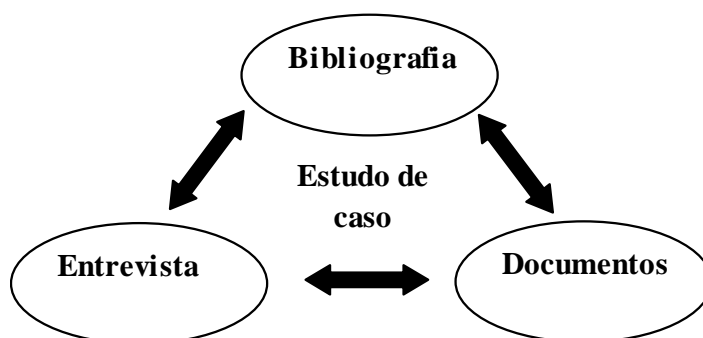 Bibliografia
Estudo de
caso
Entrevista
Documentos